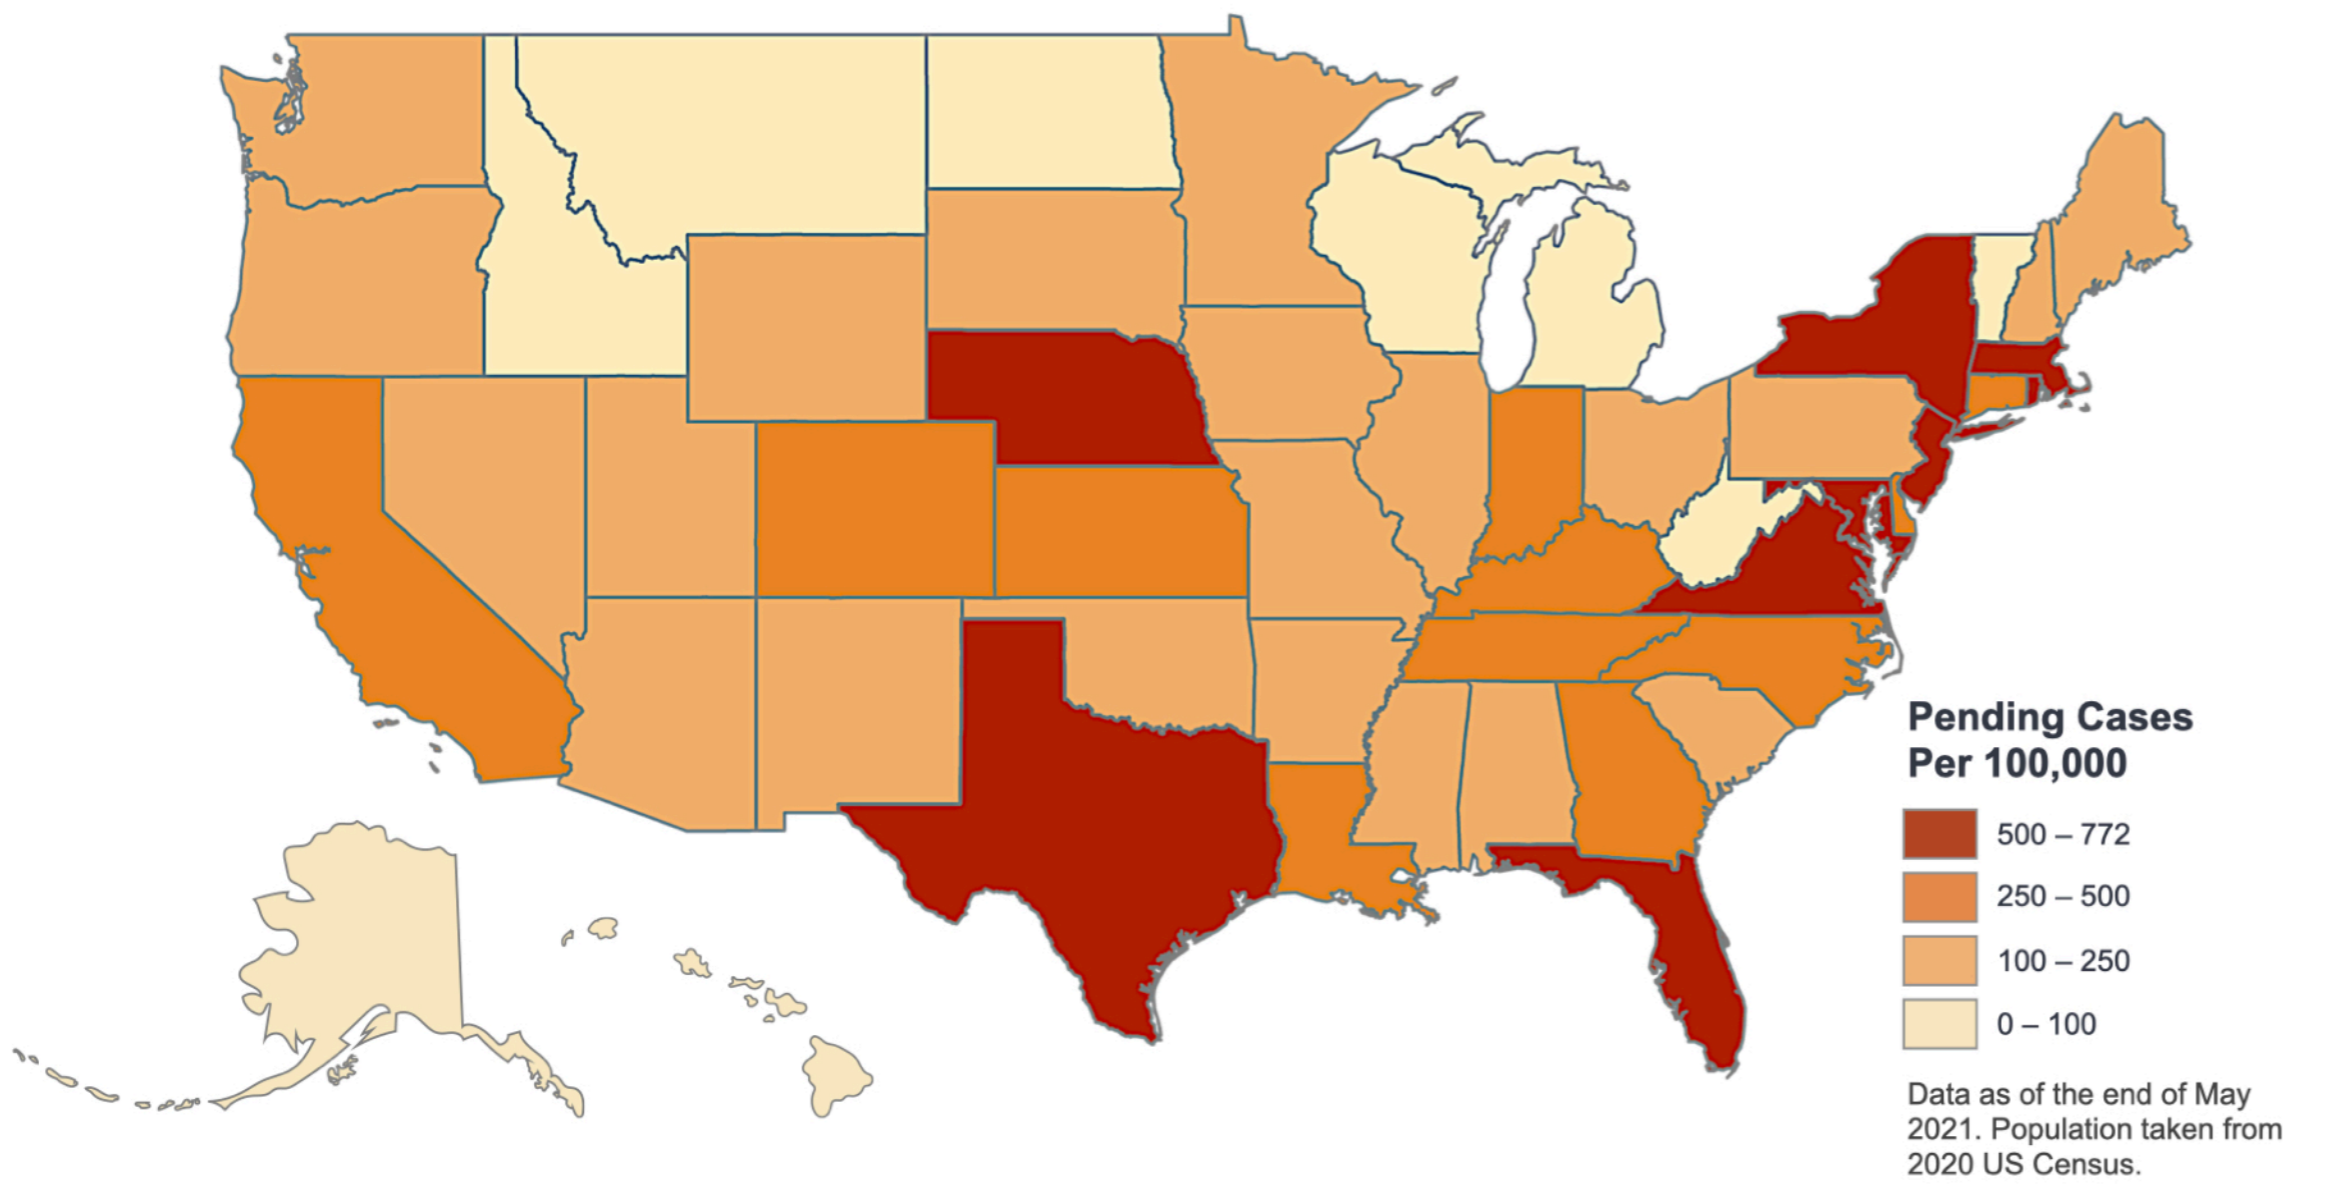 Pending Cases
Per 100,000
500 – 772
250 – 500
100 – 250
0 – 100
Data as of the end of May
2021. Population taken from
2020 US Census.